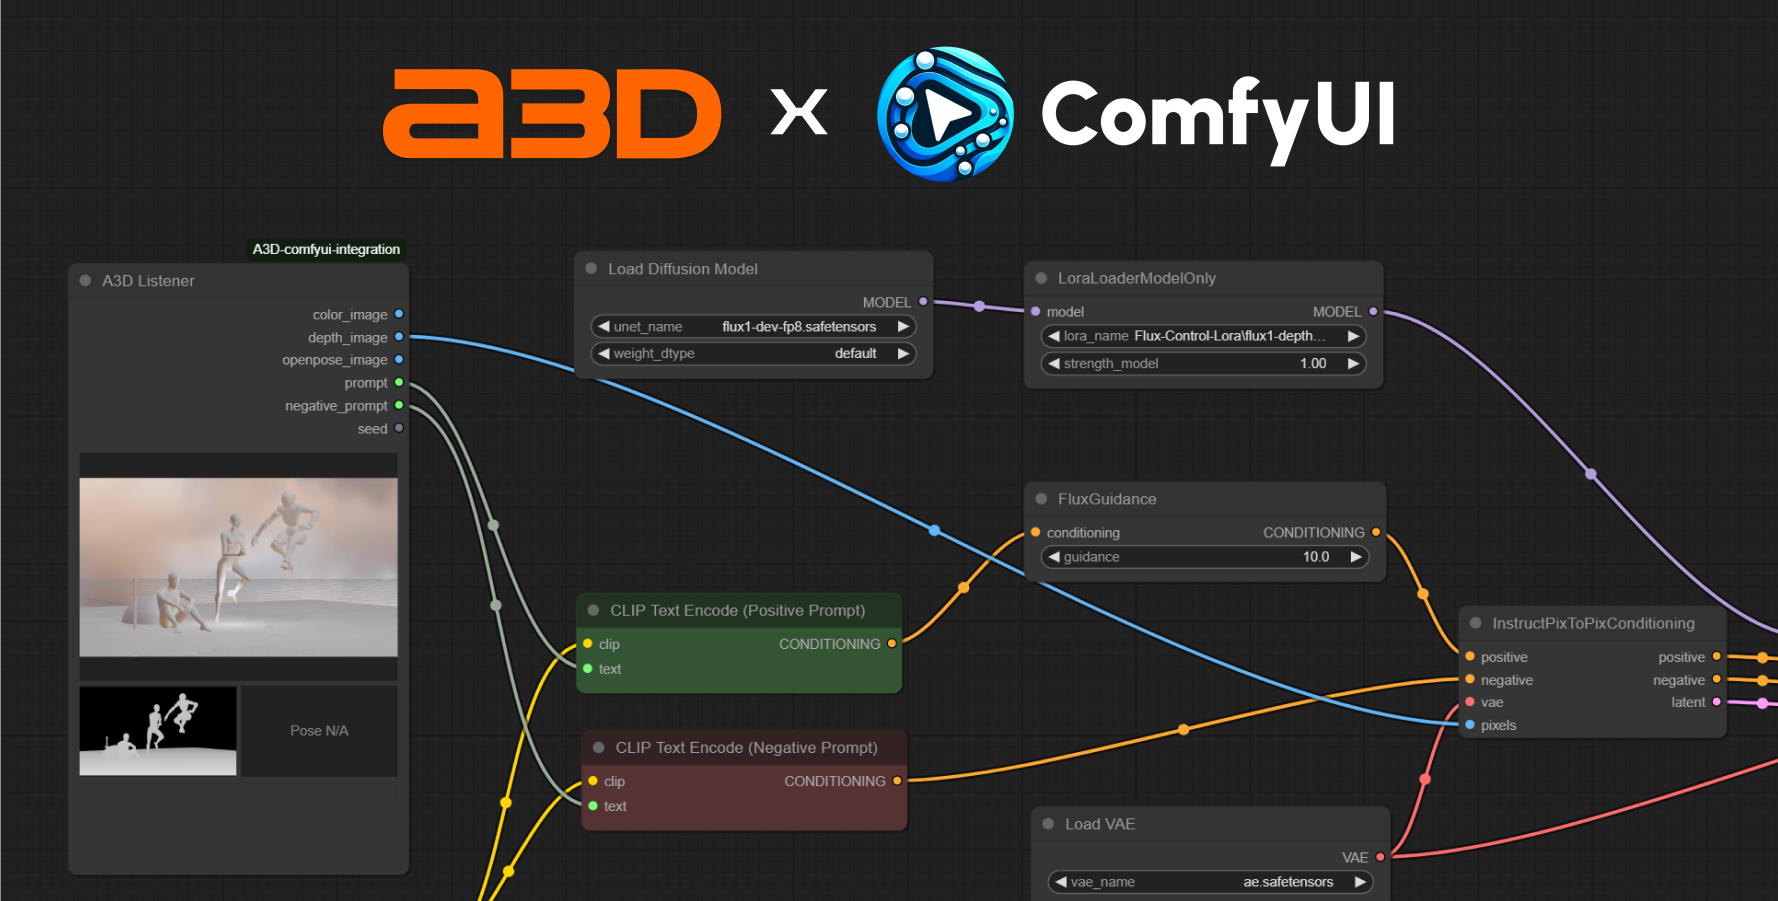 a3D x ComfyUI
A3D-comfyui-integration
A3D Listener
color_image
depth_image
openpose_image
prompt
negative_prompt
seed
Pose N/A
Load Diffusion Model
MODEL
unet_name flux1-dev-fp8.safetensors
weight_dtype default
LoraLoaderModelOnly
model MODEL
lora_name Flux-Control-Lora\flux1-depth...
strength_model 1.00
FluxGuidance
conditioning CONDITIONING
guidance 10.0
CLIP Text Encode (Positive Prompt)
clip CONDITIONING
text
CLIP Text Encode (Negative Prompt)
clip CONDITIONING
text
InstructPixToPixConditioning
positive positive
negative negative
vae latent
pixels
Load VAE
VAE
vae_name ae.safetensors